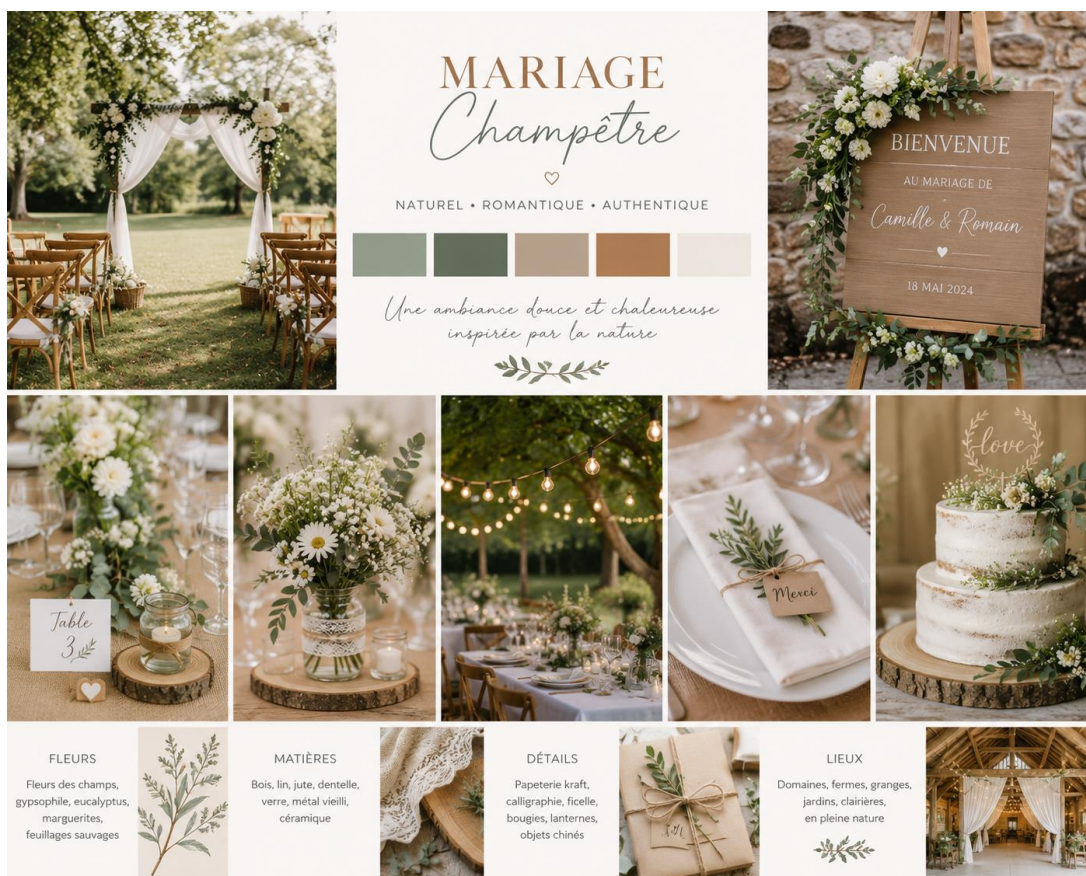 MARIAGE
Champêtre
NATUREL • ROMANTIQUE • AUTHENTIQUE
Une ambiance douce et chaleureuse
inspirée par la nature
BIENVENUE
AU MARIAGE DE
Camille & Romain
18 MAI 2024
Table
3
Merci
love
FLEURS
Fleurs des champs,
gypsophile, eucalyptus,
marguerites,
feuillages sauvages
MATIÈRES
Bois, lin, jute, dentelle,
verre, métal vieilli,
céramique
DÉTAILS
Papeterie kraft,
calligraphie, ficelle,
bougies, lanternes,
objets chinés
LIEUX
Domaines, fermes, granges,
jardins, clairières,
en pleine nature